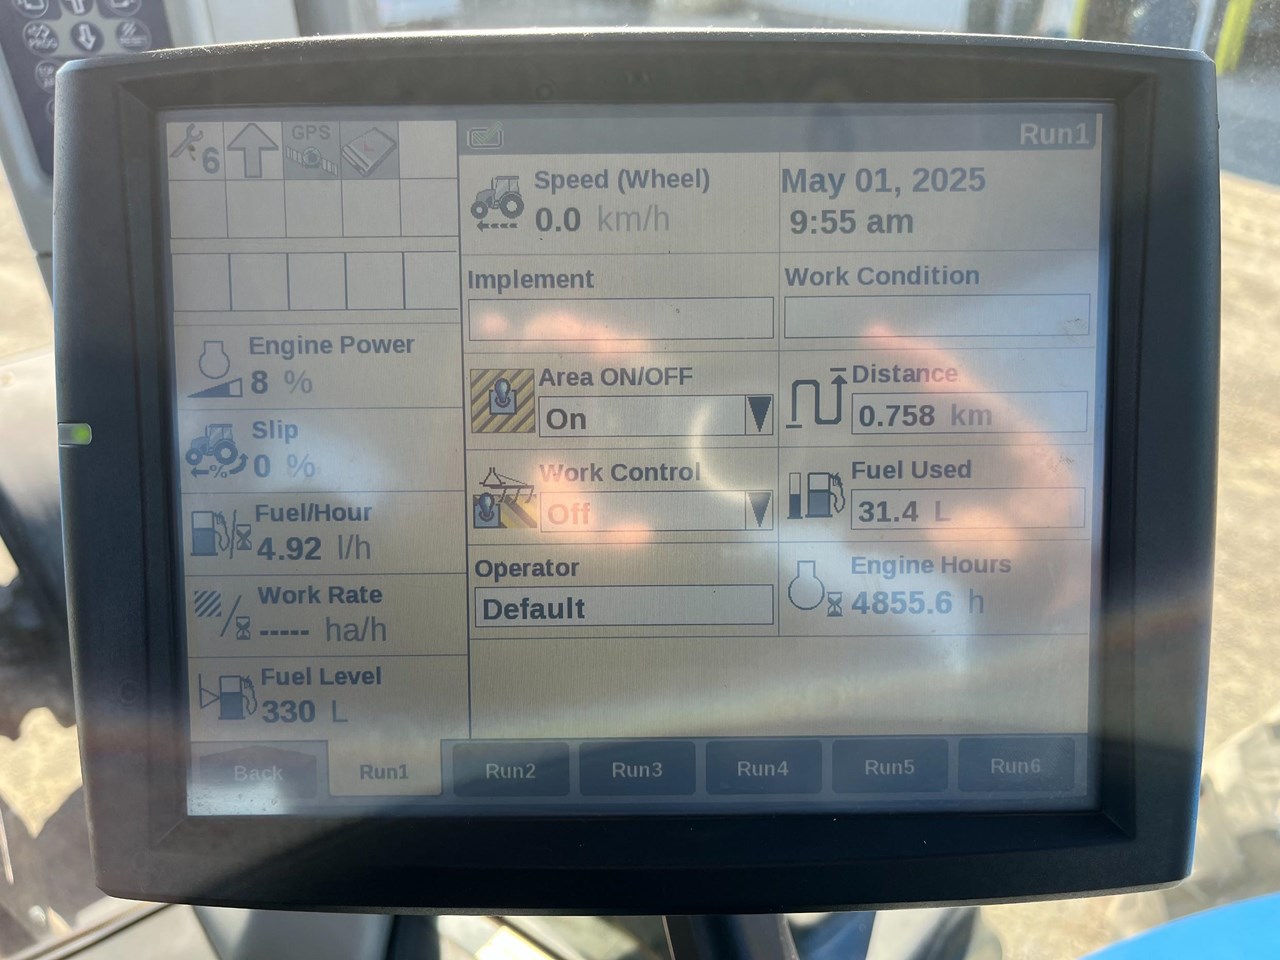 PROG
6
GPS
Run1
Speed (Wheel)
0.0 km/h
May 01, 2025
9:55 am
Implement
Work Condition
Engine Power
8 %
Area ON/OFF
On
Distance
0.758 km
Slip
0 %
%
Work Control
Off
Fuel Used
31.4 L
Fuel/Hour
4.92 l/h
Operator
Default
Engine Hours
4855.6 h
Work Rate
----- ha/h
Fuel Level
330 L
Back
Run1
Run2
Run3
Run4
Run5
Run6